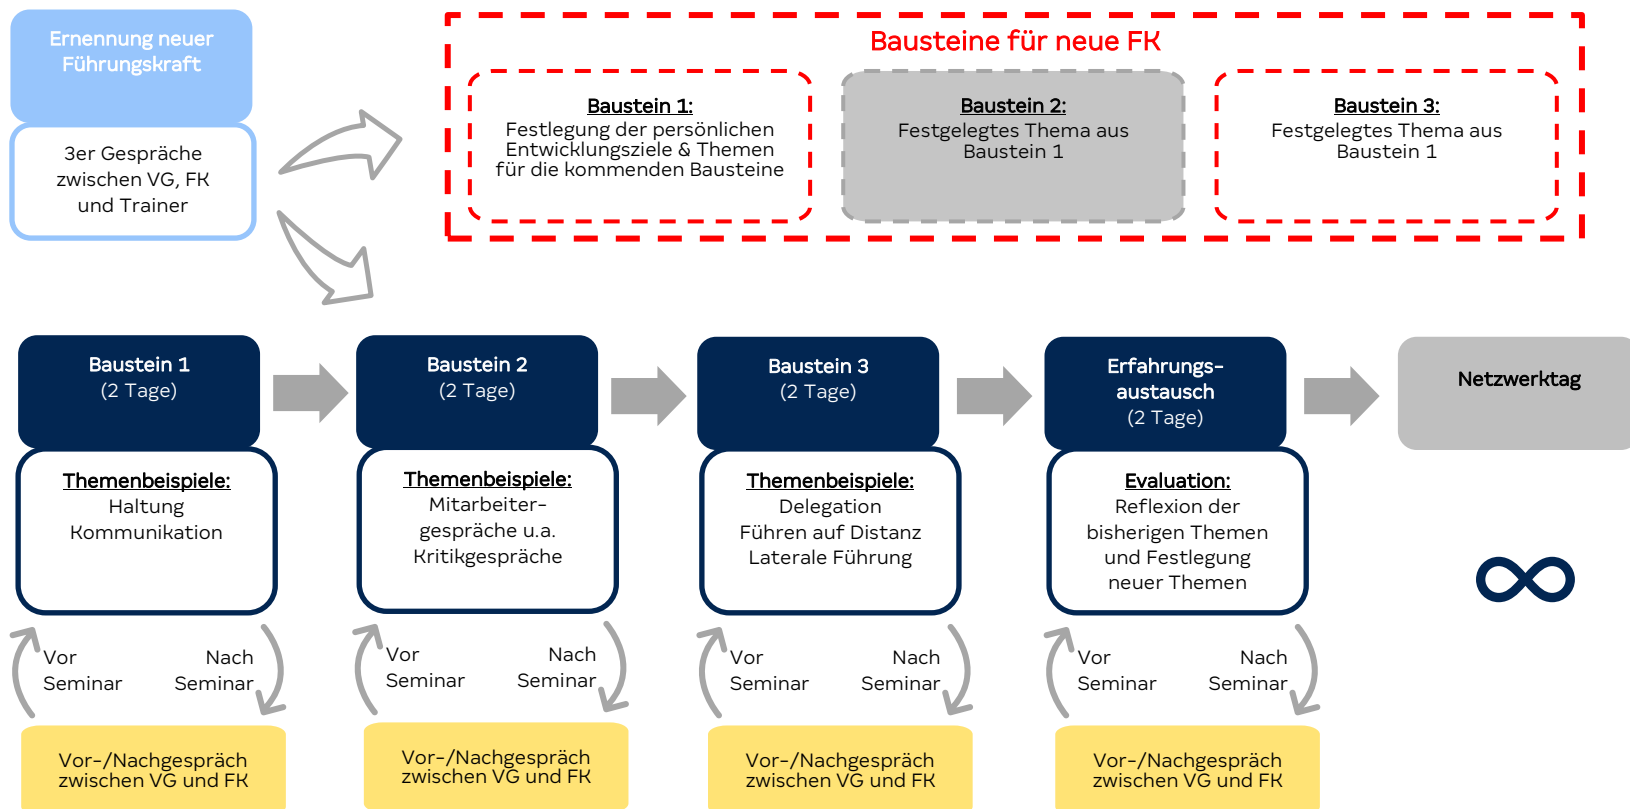 Ernennung neuer
Führungskraft
3er Gespräche
zwischen VG, FK
und Trainer
Bausteine für neue FK
Baustein 1:
Festlegung der persönlichen
Entwicklungsziele & Themen
für die kommenden Bausteine
Baustein 2:
Festgelegtes Thema aus
Baustein 1
Baustein 3:
Festgelegtes Thema aus
Baustein 1
Baustein 1
(2 Tage)
Themenbeispiele:
Haltung
Kommunikation
Baustein 2
(2 Tage)
Themenbeispiele:
Mitarbeiter-
gespräche u.a.
Kritikgespräche
Baustein 3
(2 Tage)
Themenbeispiele:
Delegation
Führen auf Distanz
Laterale Führung
Erfahrungs-
austausch
(2 Tage)
Evaluation:
Reflexion der
bisherigen Themen
und Festlegung
neuer Themen
Netzwerktag
Vor
Seminar
Nach
Seminar
Vor
Seminar
Nach
Seminar
Vor
Seminar
Nach
Seminar
Vor
Seminar
Nach
Seminar
Vor-/Nachgespräch
zwischen VG und FK
Vor-/Nachgespräch
zwischen VG und FK
Vor-/Nachgespräch
zwischen VG und FK
Vor-/Nachgespräch
zwischen VG und FK